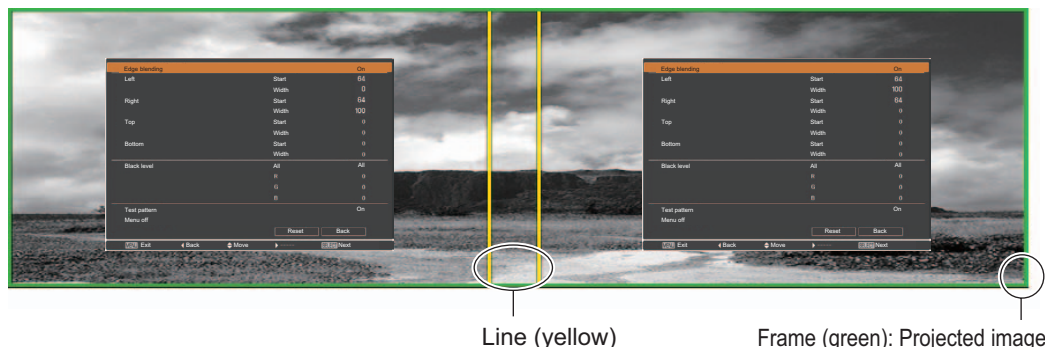 Edge blending On
Left Start 64
Width 0
Right Start 64
Width 100
Top Start 0
Width 0
Bottom Start 0
Width 0
Black level All All
R 0
G 0
B 0
Test pattern On
Menu off
Reset Back
MENU Exit Back Move ------ Next
Edge blending On
Left Start 64
Width 100
Right Start 64
Width 0
Top Start 0
Width 0
Bottom Start 0
Width 0
Black level All All
R 0
G 0
B 0
Test pattern On
Menu off
Reset Back
MENU Exit Back Move ------ Next
Line (yellow)
Frame (green): Projected image